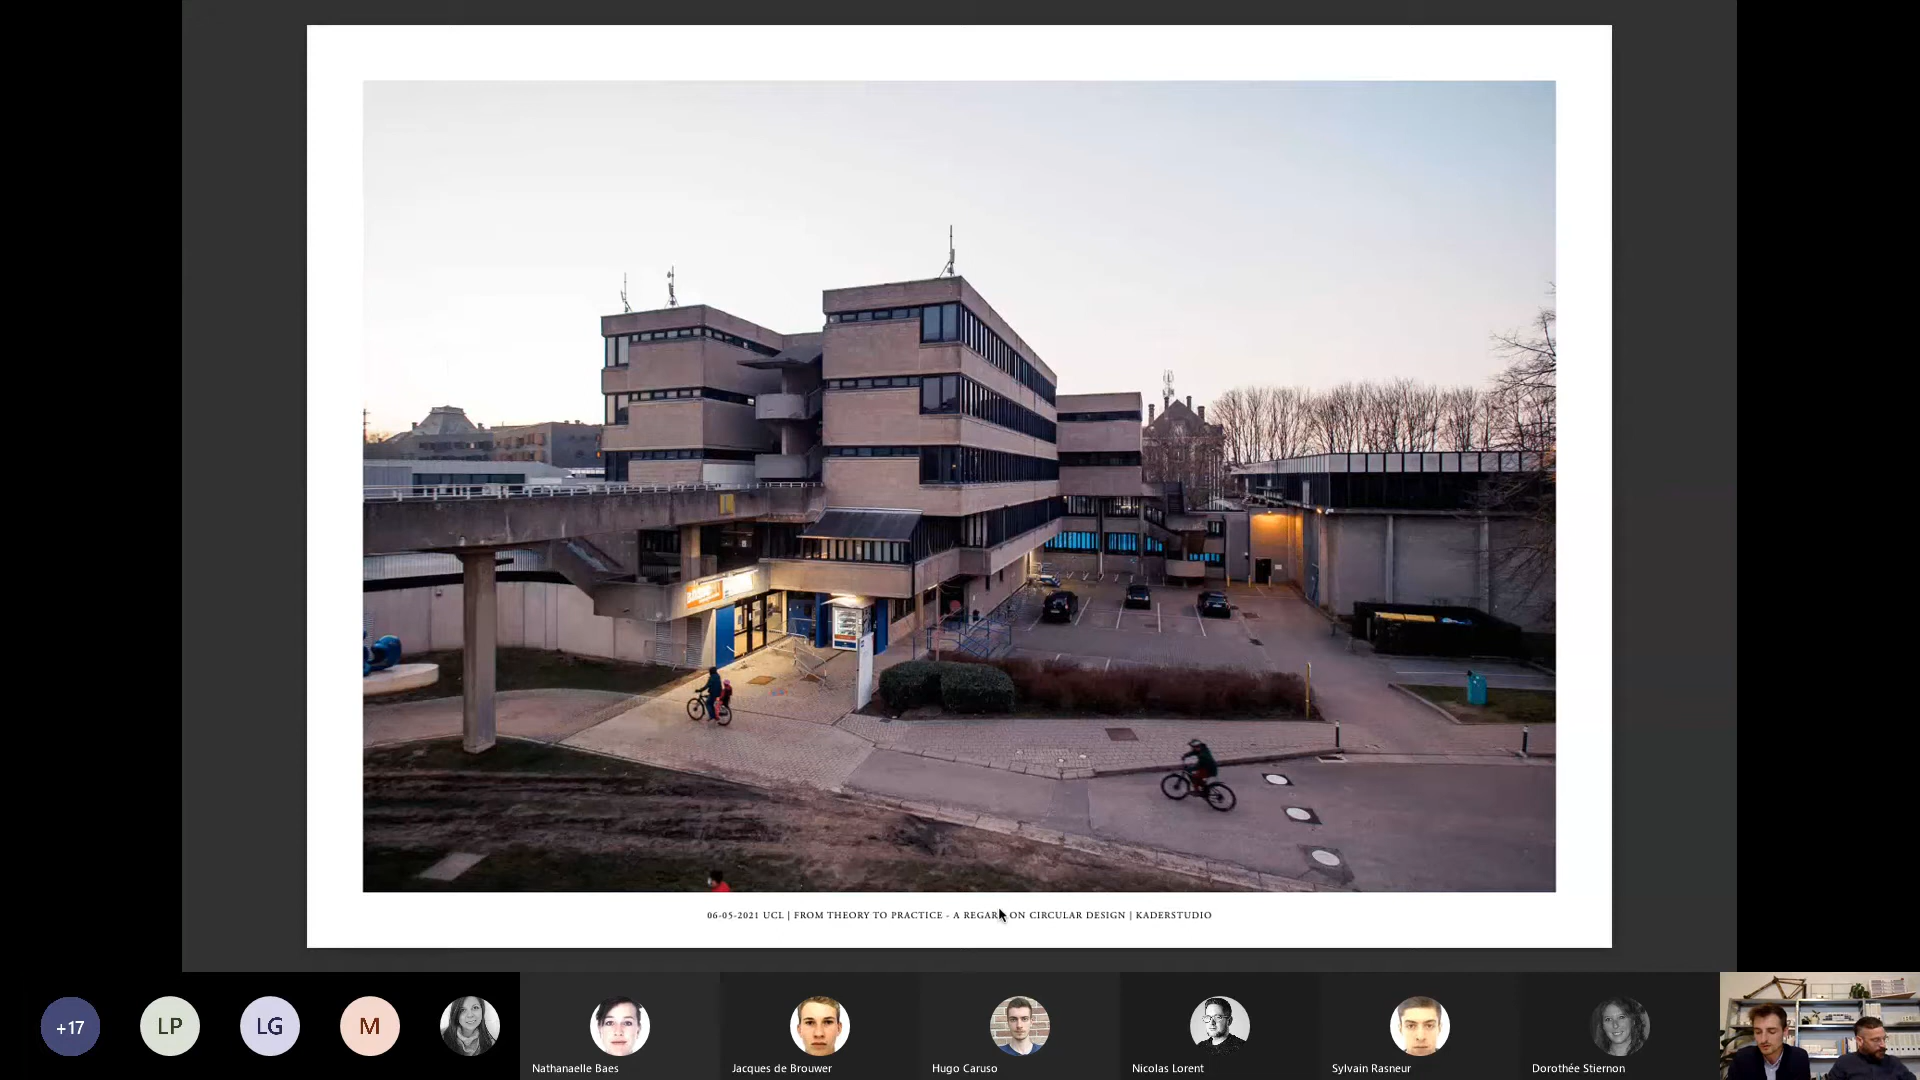 06-05-2021 UCL | FROM THEORY TO PRACTICE - A REGARD ON CIRCULAR DESIGN | KADERSTUDIO
+17
LP
LG
M
Nathanaelle Baes
Jacques de Brouwer
Hugo Caruso
Nicolas Lorent
Sylvain Rasneur
Dorothée Stiernon